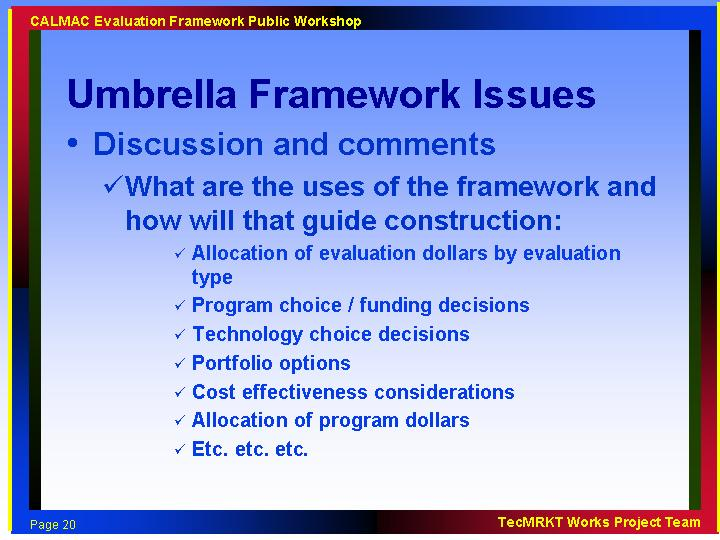 CALMAC Evaluation Framework Public Workshop
Umbrella Framework Issues
• Discussion and comments
✓What are the uses of the framework and
how will that guide construction:
✓ Allocation of evaluation dollars by evaluation
type
✓ Program choice / funding decisions
✓ Technology choice decisions
✓ Portfolio options
✓ Cost effectiveness considerations
✓ Allocation of program dollars
✓ Etc. etc. etc.
Page 20
TecMRKT Works Project Team